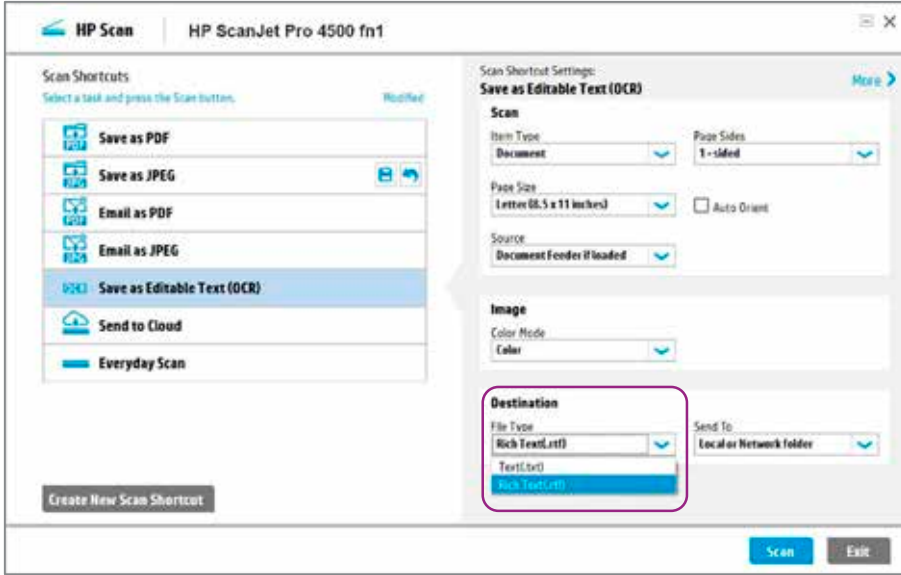 HP Scan
HP ScanJet Pro 4500 fn1
Scan Shortcuts
Select a task and press the Scan button.
Modified
Save as PDF
Save as JPEG
Email as PDF
Email as JPEG
Save as Editable Text (OCR)
Send to Cloud
Everyday Scan
Create New Scan Shortcut
Scan Shortcut Settings:
Save as Editable Text (OCR)
More
Scan
Item Type
Page Sides
Document
1-sided
Page Size
Letter(8.5 x 11 inches)
Auto Orient
Source
Document Feeder if loaded
Image
Color Mode
Color
Destination
File Type
Send To
Rich Text(.rtf)
Local or Network folder
Text(.txt)
Rich Text(.rtf)
Scan
Exit